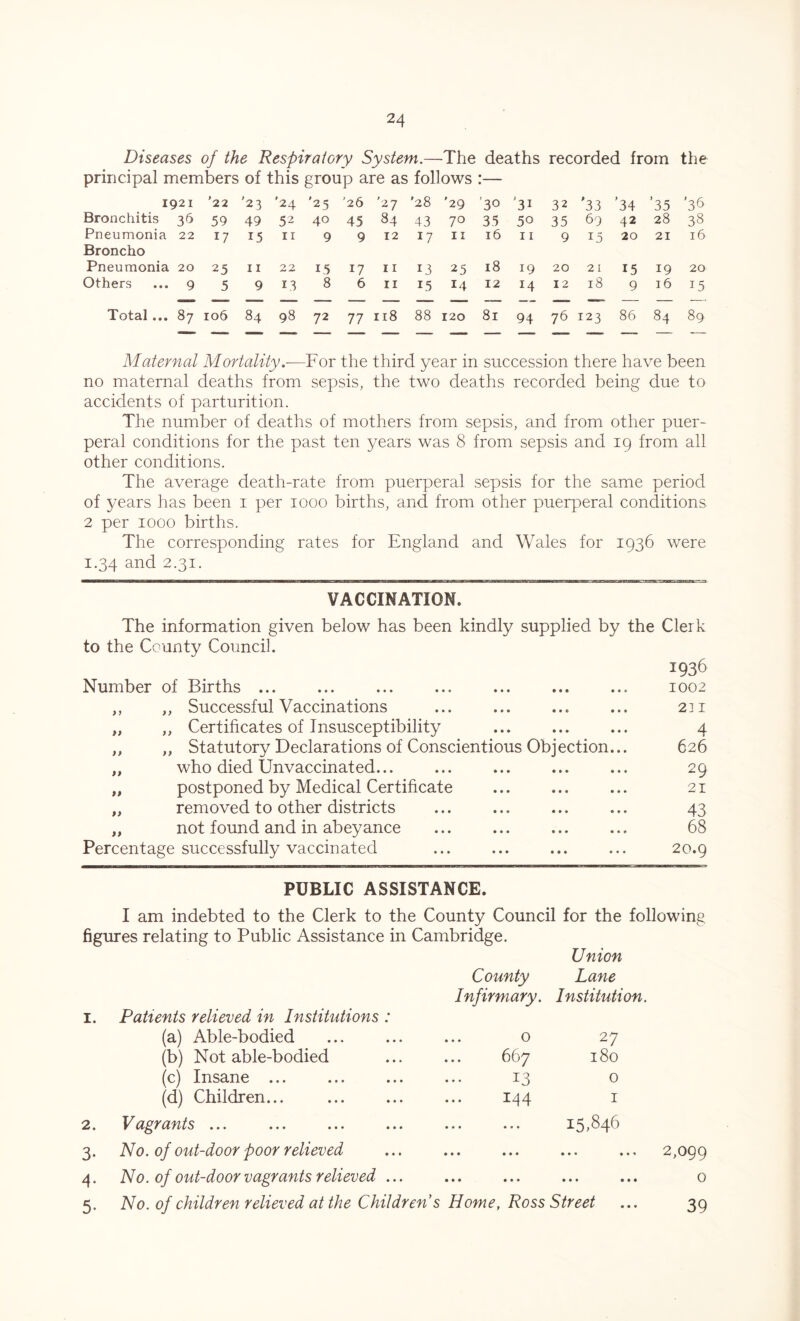 24
Diseases of the Respiratory System.—The deaths recorded from the
principal members of this group are as follows :—
1921 '22 '23 '24 '25 '26 '27 '28 '29 '30 '31 32 '33 '34 '35 '36
Bronchitis 36 59 49 52 40 45 84 43 70 35 50 35 69 42 28 38
Pneumonia 22 17 15 11 9 9 12 17 11 16 11 9 15 20 21 16
Broncho
Pneumonia 20 25 11 22 15 17 11 13 25 18 19 20 21 15 19 20
Others ... 9 5 9 13 8 6 11 15 14 12 14 12 18 9 16 15
Total ... 87 106 84 98 72 77 118 88 120 81 94 76 123 86 84 89
Maternal Mortality.—For the third year in succession there have been
no maternal deaths from sepsis, the two deaths recorded being due to
accidents of parturition.
The number of deaths of mothers from sepsis, and from other puer-
peral conditions for the past ten years was 8 from sepsis and 19 from all
other conditions.
The average death-rate from puerperal sepsis for the same period
of years has been 1 per 1000 births, and from other puerperal conditions
2 per 1000 births.
The corresponding rates for England and Wales for 1936 were
1.34 and 2.31.
VACCINATION.
The information given below has been kindly supplied by the Clerk
to the County Council.
1936
Number of Births ... ... ... ... ... ... ... 1002
,, ,, Successful Vaccinations ... ... ... ... 211
,, ,, Certificates of Insusceptibility ... ... ... 4
,, ,, Statutory Declarations of Conscientious Objection... 626
,, who died Unvaccinated... ... ... ... ... 29
,, postponed by Medical Certificate ... ... ... 21
,, removed to other districts ... ... ... ... 43
,, not found and in abeyance ... ... ... ... 68
Percentage successfully vaccinated ... ... ... ... 20.9
PUBLIC ASSISTANCE.
I am indebted to the Clerk to the County Council for the following
figures relating to Public Assistance in Cambridge.
Union
County Lane
Infirmary. Institution.
1. Patients relieved in Institutions :
(a) Able-bodied ... ... ... 0 27
(b) Not able-bodied ... ... 667 180
(c) Insane ... ... ... ... 13 0
(d) Children... ... ... ... 144 1
2. Vagrants ... ... ... ... ... ... 15,846
3. No. of out-door poor relieved ... ... ... ... ... 2,099
4. No. of out-door vagrants relieved ... ... ... ... ... 0
5. No. of children relieved at the Children's Home, Ross Street ... 39